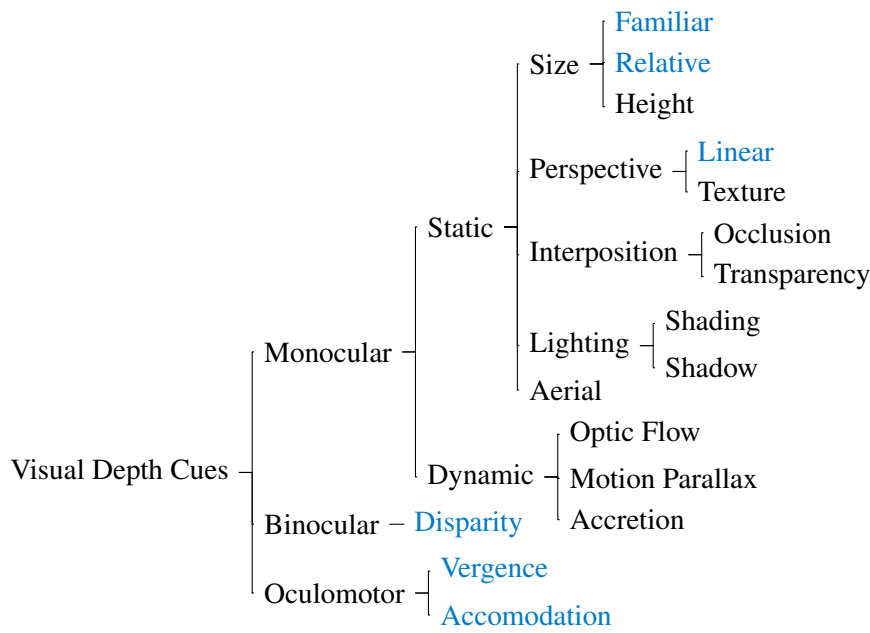 Familiar
Size
Relative
Height
Linear
Perspective
Texture
Static
Occlusion
Interposition
Transparency
Shading
Lighting
Shadow
Monocular
Aerial
Optic Flow
Visual Depth Cues
Dynamic
Motion Parallax
Accretion
Binocular
Disparity
Vergence
Oculomotor
Accomodation